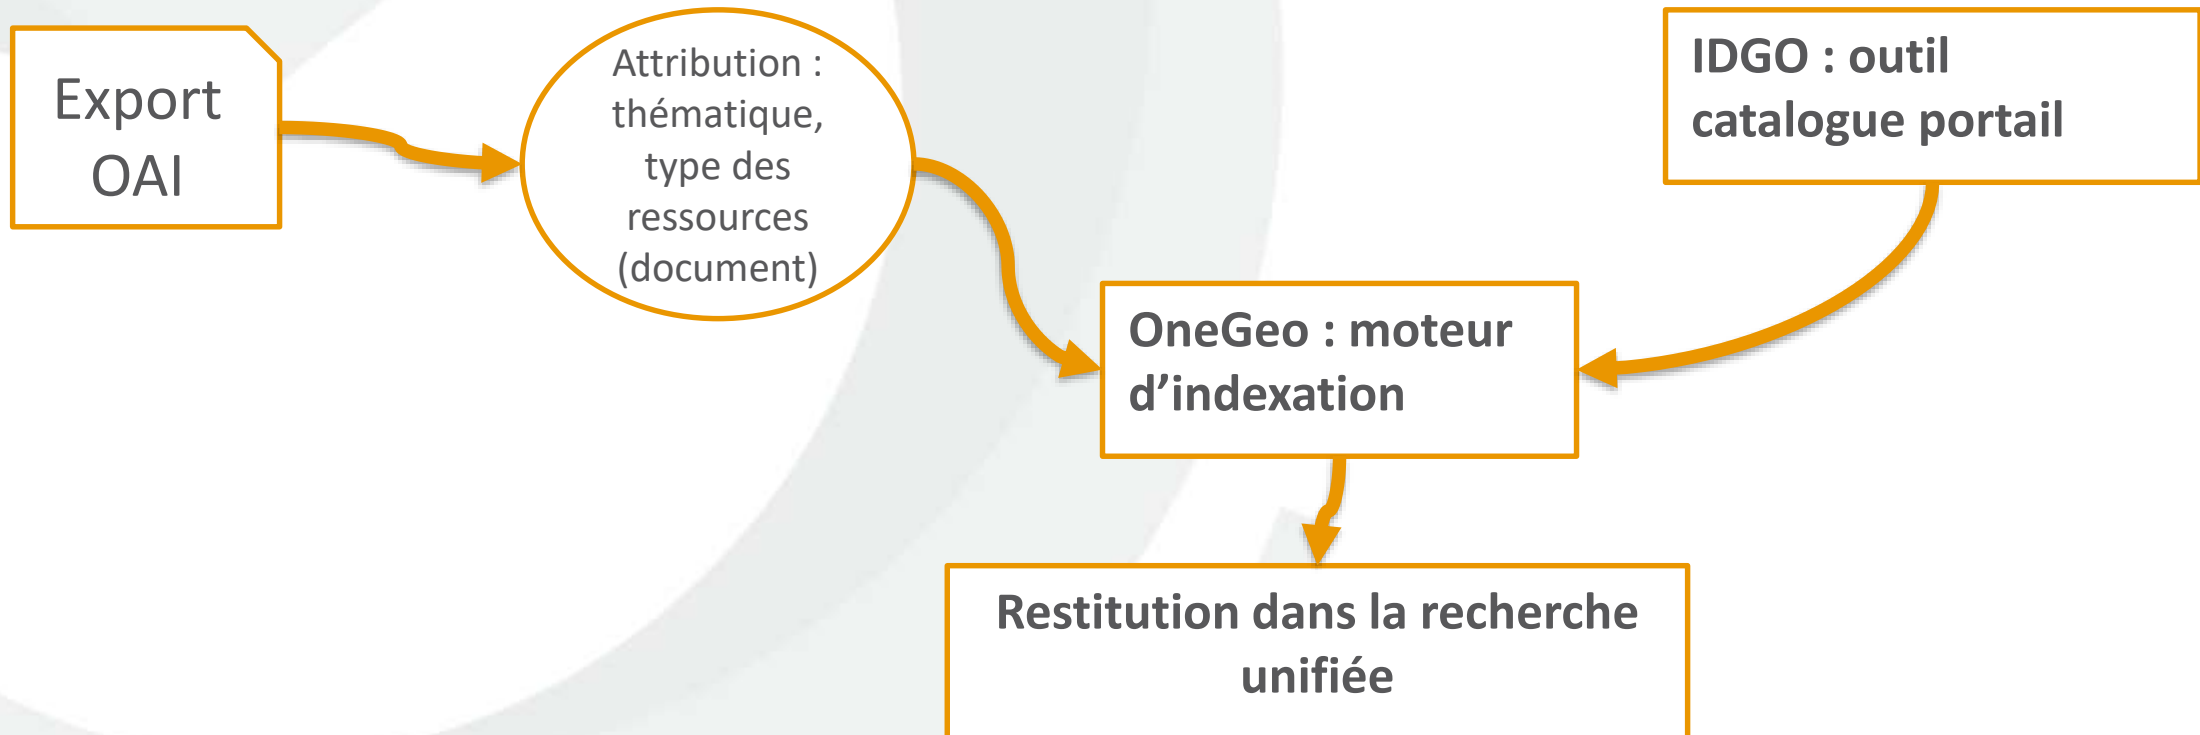 Export
OAI
Attribution :
thématique,
type des
ressources
(document)
IDGO : outil
catalogue portail
OneGeo : moteur
d’indexation
Restitution dans la recherche
unifiée